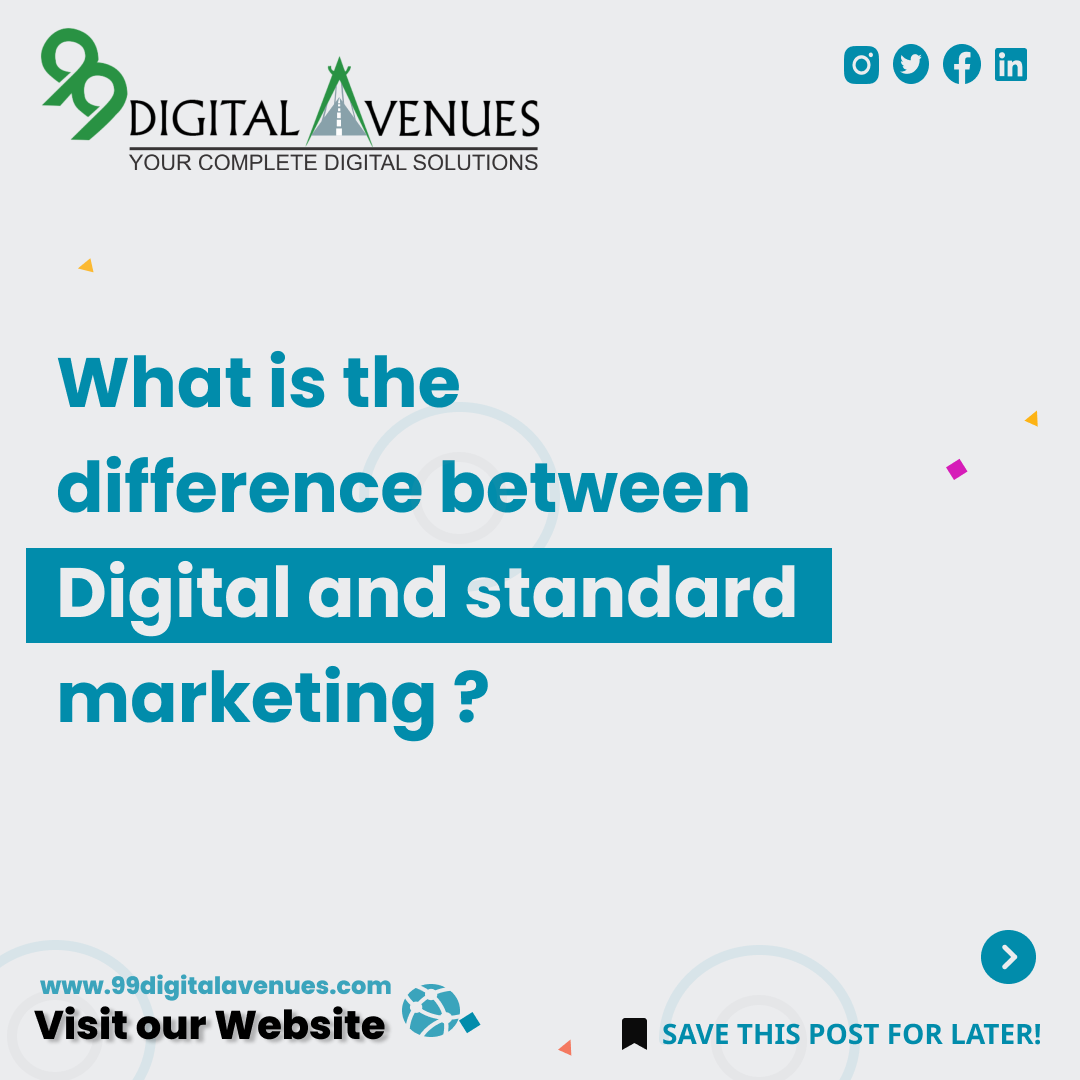 99 DIGITAL AVENUES
YOUR COMPLETE DIGITAL SOLUTIONS
What is the
difference between
Digital and standard
marketing ?
www.99digitalavenues.com
Visit our Website
SAVE THIS POST FOR LATER!